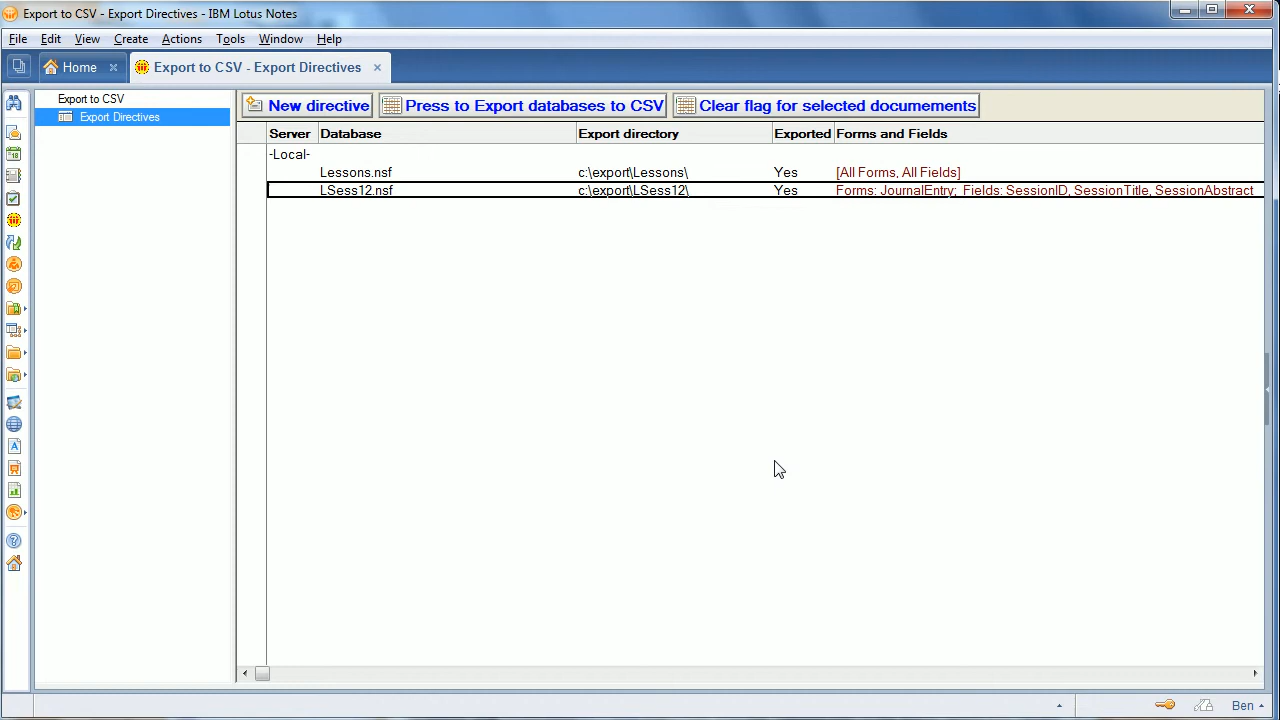 Export to CSV - Export Directives - IBM Lotus Notes
File Edit View Create Actions Tools Window Help
Home Export to CSV - Export Directives
Export to CSV
Export Directives
New directive Press to Export databases to CSV Clear flag for selected documements
Server Database Export directory Exported Forms and Fields
-Local-
Lessons.nsf c:\export\Lessons\ Yes [All Forms, All Fields]
LSess12.nsf c:\export\LSess12\ Yes Forms: JournalEntry; Fields: SessionID, SessionTitle, SessionAbstract
Ben